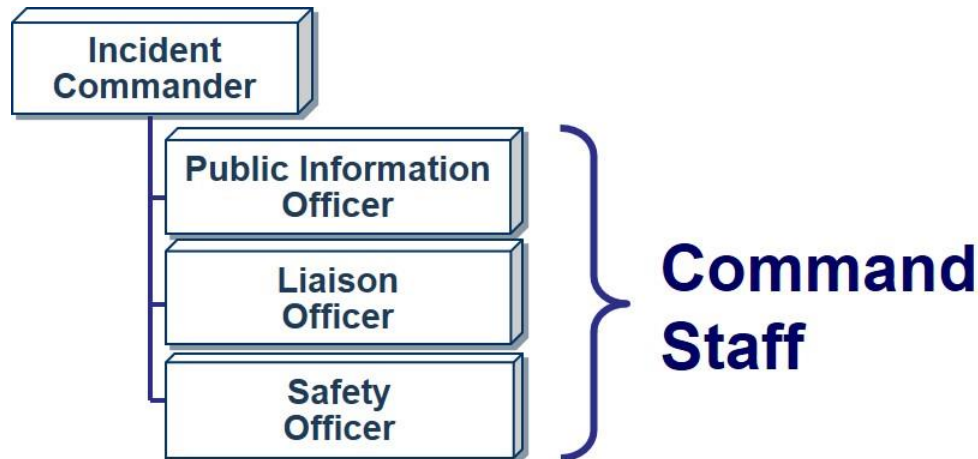 Incident
Commander
Public Information
Officer
Liaison
Officer
Safety
Officer
Command
Staff